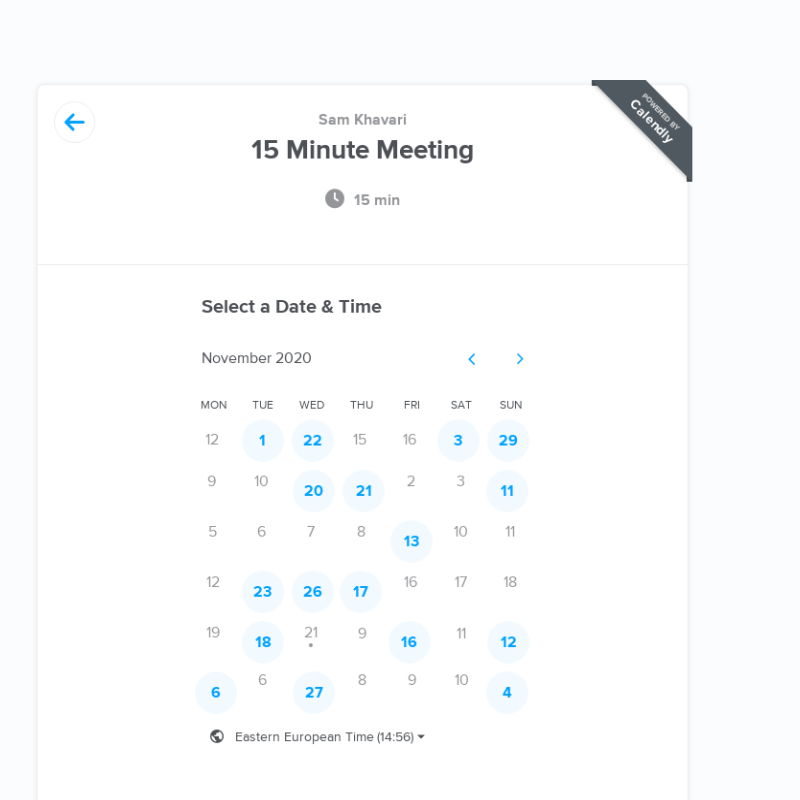 Sam Khavari
POWERED BY
Calendly
15 Minute Meeting
15 min
Select a Date & Time
November 2020
MON TUE WED THU FRI SAT SUN
12 1 22 15 16 3 29
9 10 20 21 2 3 11
5 6 7 8 13 10 11
12 23 26 17 16 17 18
19 18 21 9 16 11 12
6 6 27 8 9 10 4
Eastern European Time (14:56)